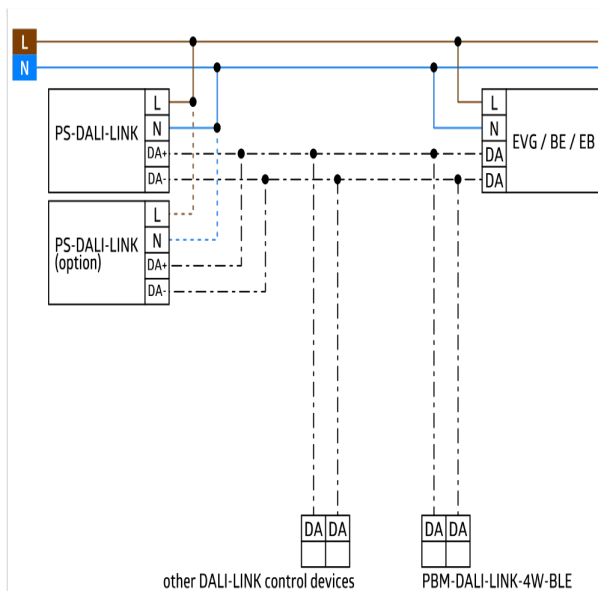 L
N
PS-DALI-LINK
L
N
DA+
DA-
EVG / BE / EB
L
N
DA
DA
PS-DALI-LINK
(option)
L
N
DA+
DA-
DA DA
other DALI-LINK control devices
DA DA
PBM-DALI-LINK-4W-BLE